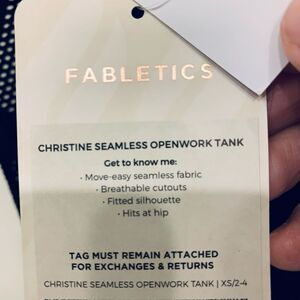 FABLETICS
CHRISTINE SEAMLESS OPENWORK TANK
Get to know me:
• Move-easy seamless fabric
• Breathable cutouts
• Fitted silhouette
• Hits at hip
TAG MUST REMAIN ATTACHED
FOR EXCHANGES & RETURNS
CHRISTINE SEAMLESS OPENWORK TANK | XS/2-4